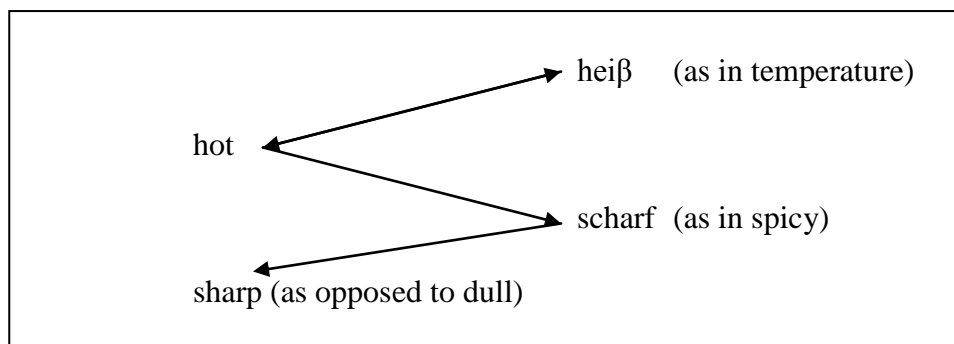 heiβ (as in temperature)
hot
scharf (as in spicy)
sharp (as opposed to dull)